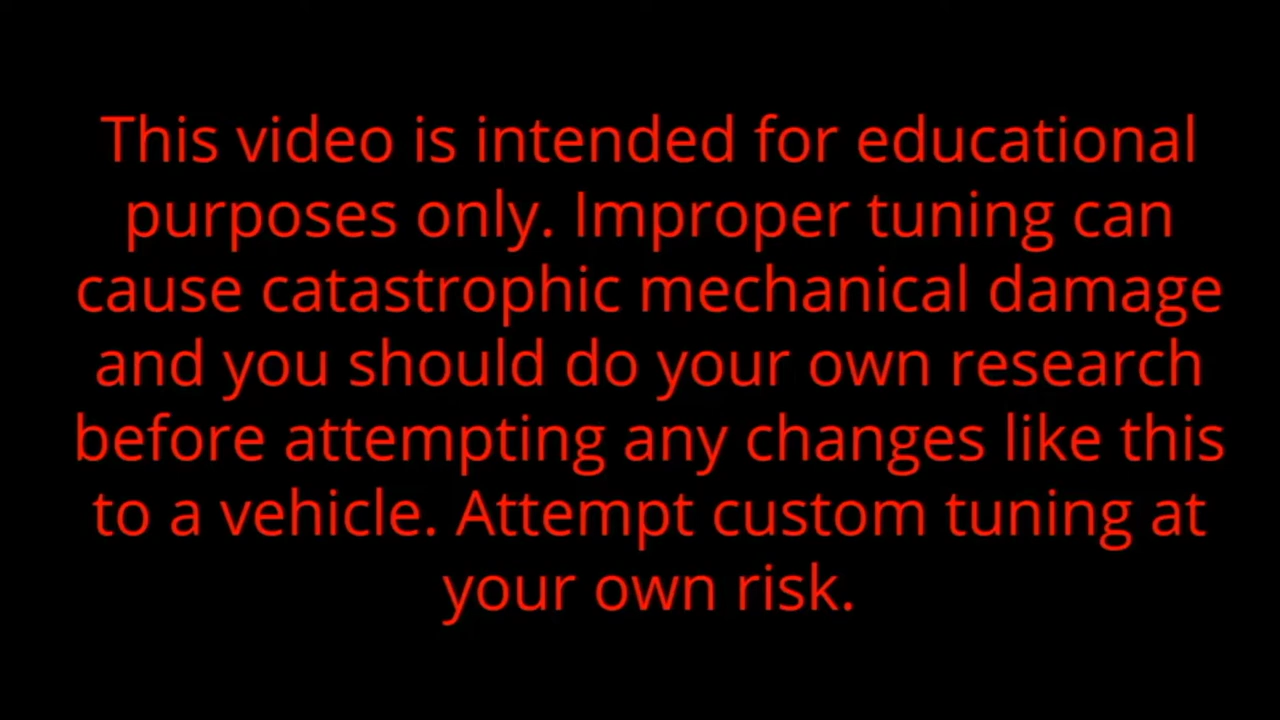 This video is intended for educational
purposes only. Improper tuning can
cause catastrophic mechanical damage
and you should do your own research
before attempting any changes like this
to a vehicle. Attempt custom tuning at
your own risk.